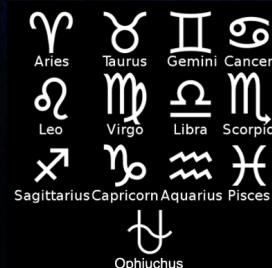 Aries Taurus Gemini Cancer
Leo Virgo Libra Scorpio
Sagittarius Capricorn Aquarius Pisces
Ophiuchus